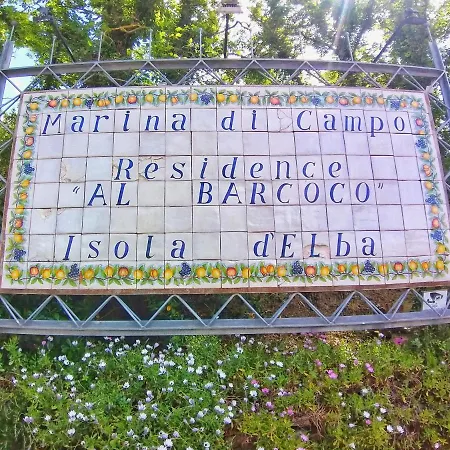 Marina di Campo
Residence
"AL BARCOCO"
Isola d'Elba